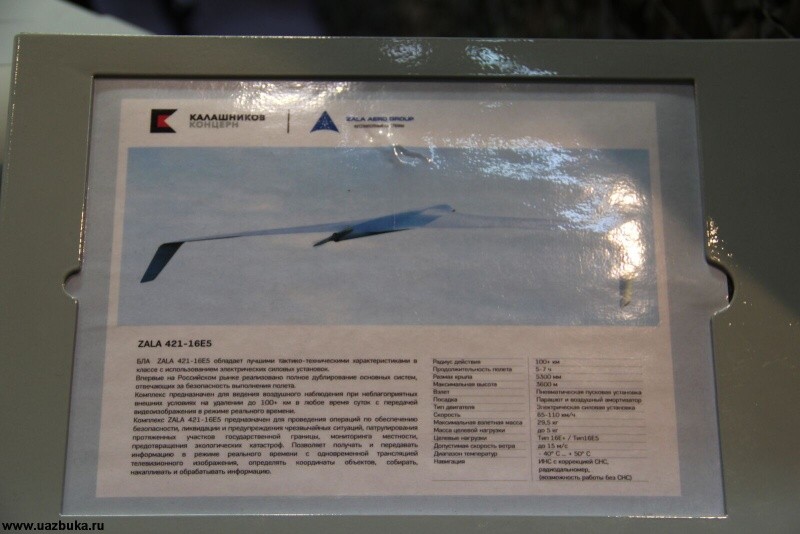 КАЛАШНИКОВ
КОНЦЕРН
ZALA AERO GROUP
ZALA 421-16E5
БЛА ZALA 421-16E5 обладает лучшими тактико-техническими характеристиками в
классе с использованием электрических силовых установок.
Впервые на Российском рынке реализовано полное дублирование основных систем,
отвечающих за безопасность выполнения полета.
Комплекс предназначен для ведения воздушного наблюдения при неблагоприятных
внешних условиях на удалении до 100+ км в любое время суток с передачей
видеоизображения в режиме реального времени.
Комплекс ZALA 421-16E5 предназначен для проведения операций по обеспечению
безопасности, ликвидации и предупреждения чрезвычайных ситуаций, патрулирования
протяженных участков государственной границы, мониторинга местности,
предотвращения экологических катастроф. Позволяет получать и передавать
информацию в режиме реального времени с одновременной трансляцией
телевизионного изображения, определять координаты объектов, собирать,
накапливать и обрабатывать информацию.
Радиус действия 100+ км
Продолжительность полета 5-7 ч
Размах крыла 5300 мм
Максимальная высота 3600 м
Взлет Пневматическая пусковая установка
Посадка Парашют и воздушный амортизатор
Тип двигателя Электрическая силовая установка
Скорость 65-110 км/ч
Максимальная взлетная масса 29,5 кг
Масса целевой нагрузки до 5 кг
Целевые нагрузки Тип 16E+ / Тип16E5
Допустимая скорость ветра до 15 м/с
Диапазон температур - 40° С ... + 50° С
Навигация ИНС с коррекцией СНС,
радиодальномер,
(возможность работы без СНС)
www.uazbuka.ru